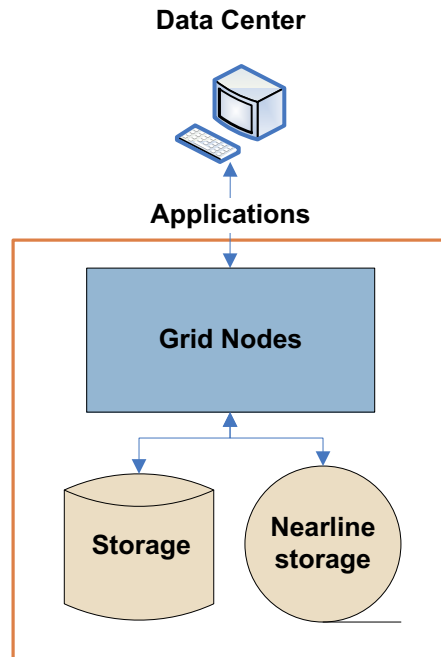 Data Center
Applications
Grid Nodes
Storage
Nearline
storage